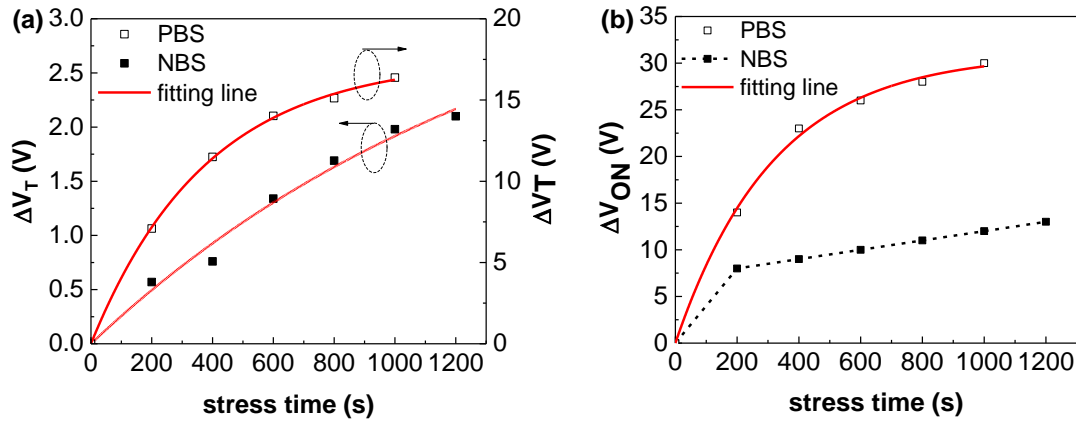 (a)
PBS
NBS
fitting line
3.0
2.5
2.0
1.5
1.0
0.5
0.0
ΔV_T (V)
20
15
10
5
0
ΔVT (V)
0 200 400 600 800 1000 1200
stress time (s)
(b)
PBS
NBS
fitting line
35
30
25
20
15
10
5
0
ΔV_ON (V)
0 200 400 600 800 1000 1200
stress time (s)